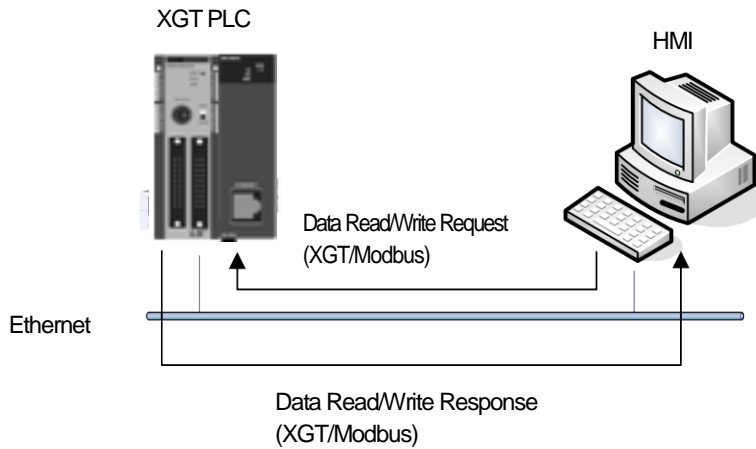 XGT PLC
HMI
Data Read/Write Request
(XGT/Modbus)
Ethernet
Data Read/Write Response
(XGT/Modbus)